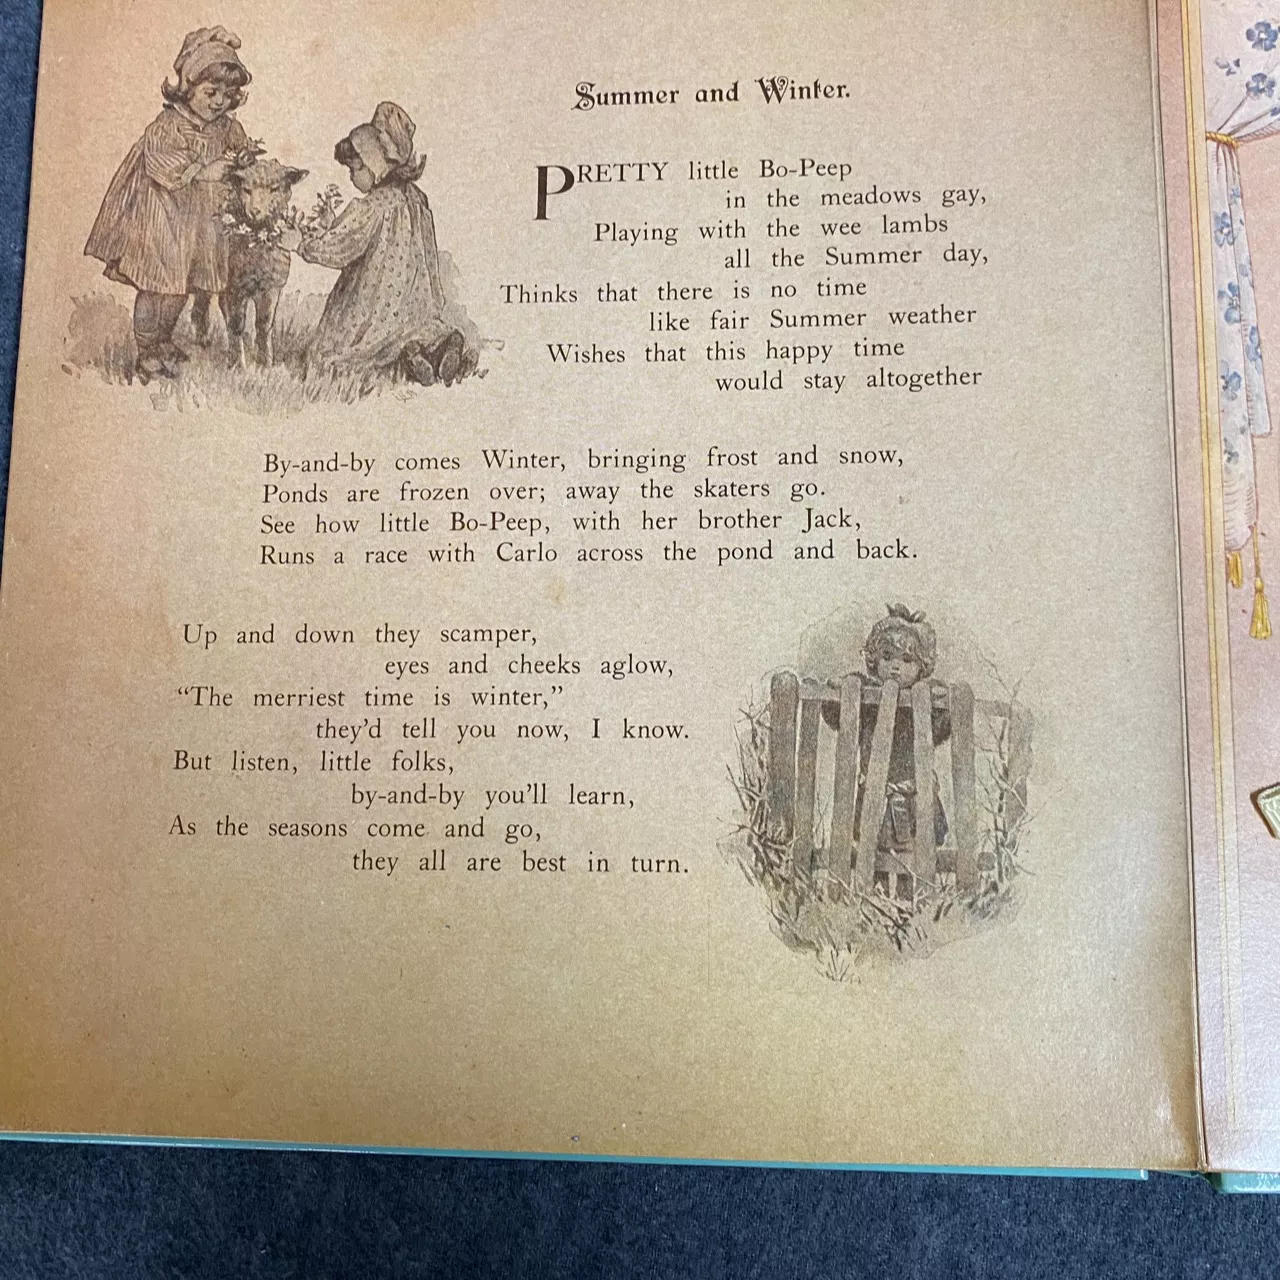 Summer and Winter.
PRETTY little Bo-Peep
in the meadows gay,
Playing with the wee lambs
all the Summer day,
Thinks that there is no time
like fair Summer weather
Wishes that this happy time
would stay altogether
By-and-by comes Winter, bringing frost and snow,
Ponds are frozen over; away the skaters go.
See how little Bo-Peep, with her brother Jack,
Runs a race with Carlo across the pond and back.
Up and down they scamper,
eyes and cheeks aglow,
“The merriest time is winter,”
they’d tell you now, I know.
But listen, little folks,
by-and-by you’ll learn,
As the seasons come and go,
they all are best in turn.